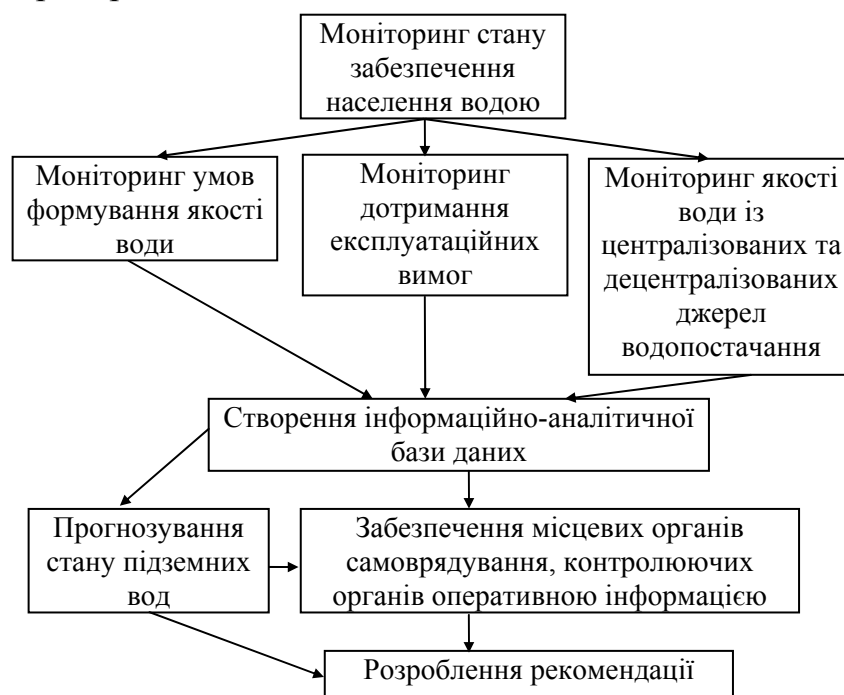 Моніторинг стану
забезпечення
населення водою
Моніторинг умов
формування якості
води
Моніторинг
дотримання
експлуатаційних
вимог
Моніторинг якості
води із
централізованих та
децентралізованих
джерел
водопостачання
Створення інформаційно-аналітичної
бази даних
Прогнозування
стану підземних
вод
Забезпечення місцевих органів
самоврядування, контролюючих
органів оперативною інформацією
Розроблення рекомендації